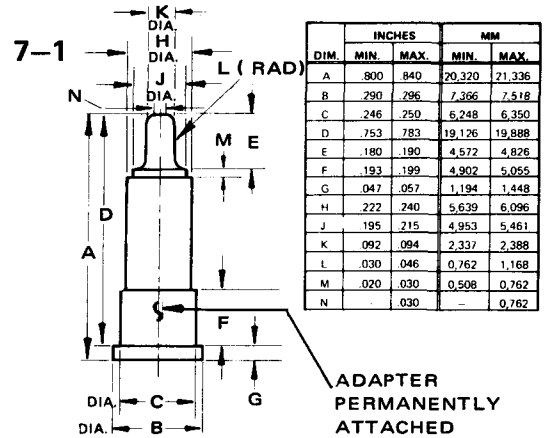 7–1
K
DIA.
H
DIA.
J
DIA.
L (RAD)
N
M
E
D
A
F
G
DIA. C
DIA. B
ADAPTER
PERMANENTLY
ATTACHED
INCHES MM
DIM. MIN. MAX. MIN. MAX.
A .800 .840 20,320 21,336
B .290 .296 7,366 7,518
C .246 .250 6,248 6,350
D .753 .783 19,126 19,888
E .180 .190 4,572 4,826
F .193 .199 4,902 5,055
G .047 .057 1,194 1,448
H .222 .240 5,639 6,096
J .195 .215 4,953 5,461
K .092 .094 2,337 2,388
L .030 .046 0,762 1,168
M .020 .030 0,508 0,762
N - .030 – 0,762